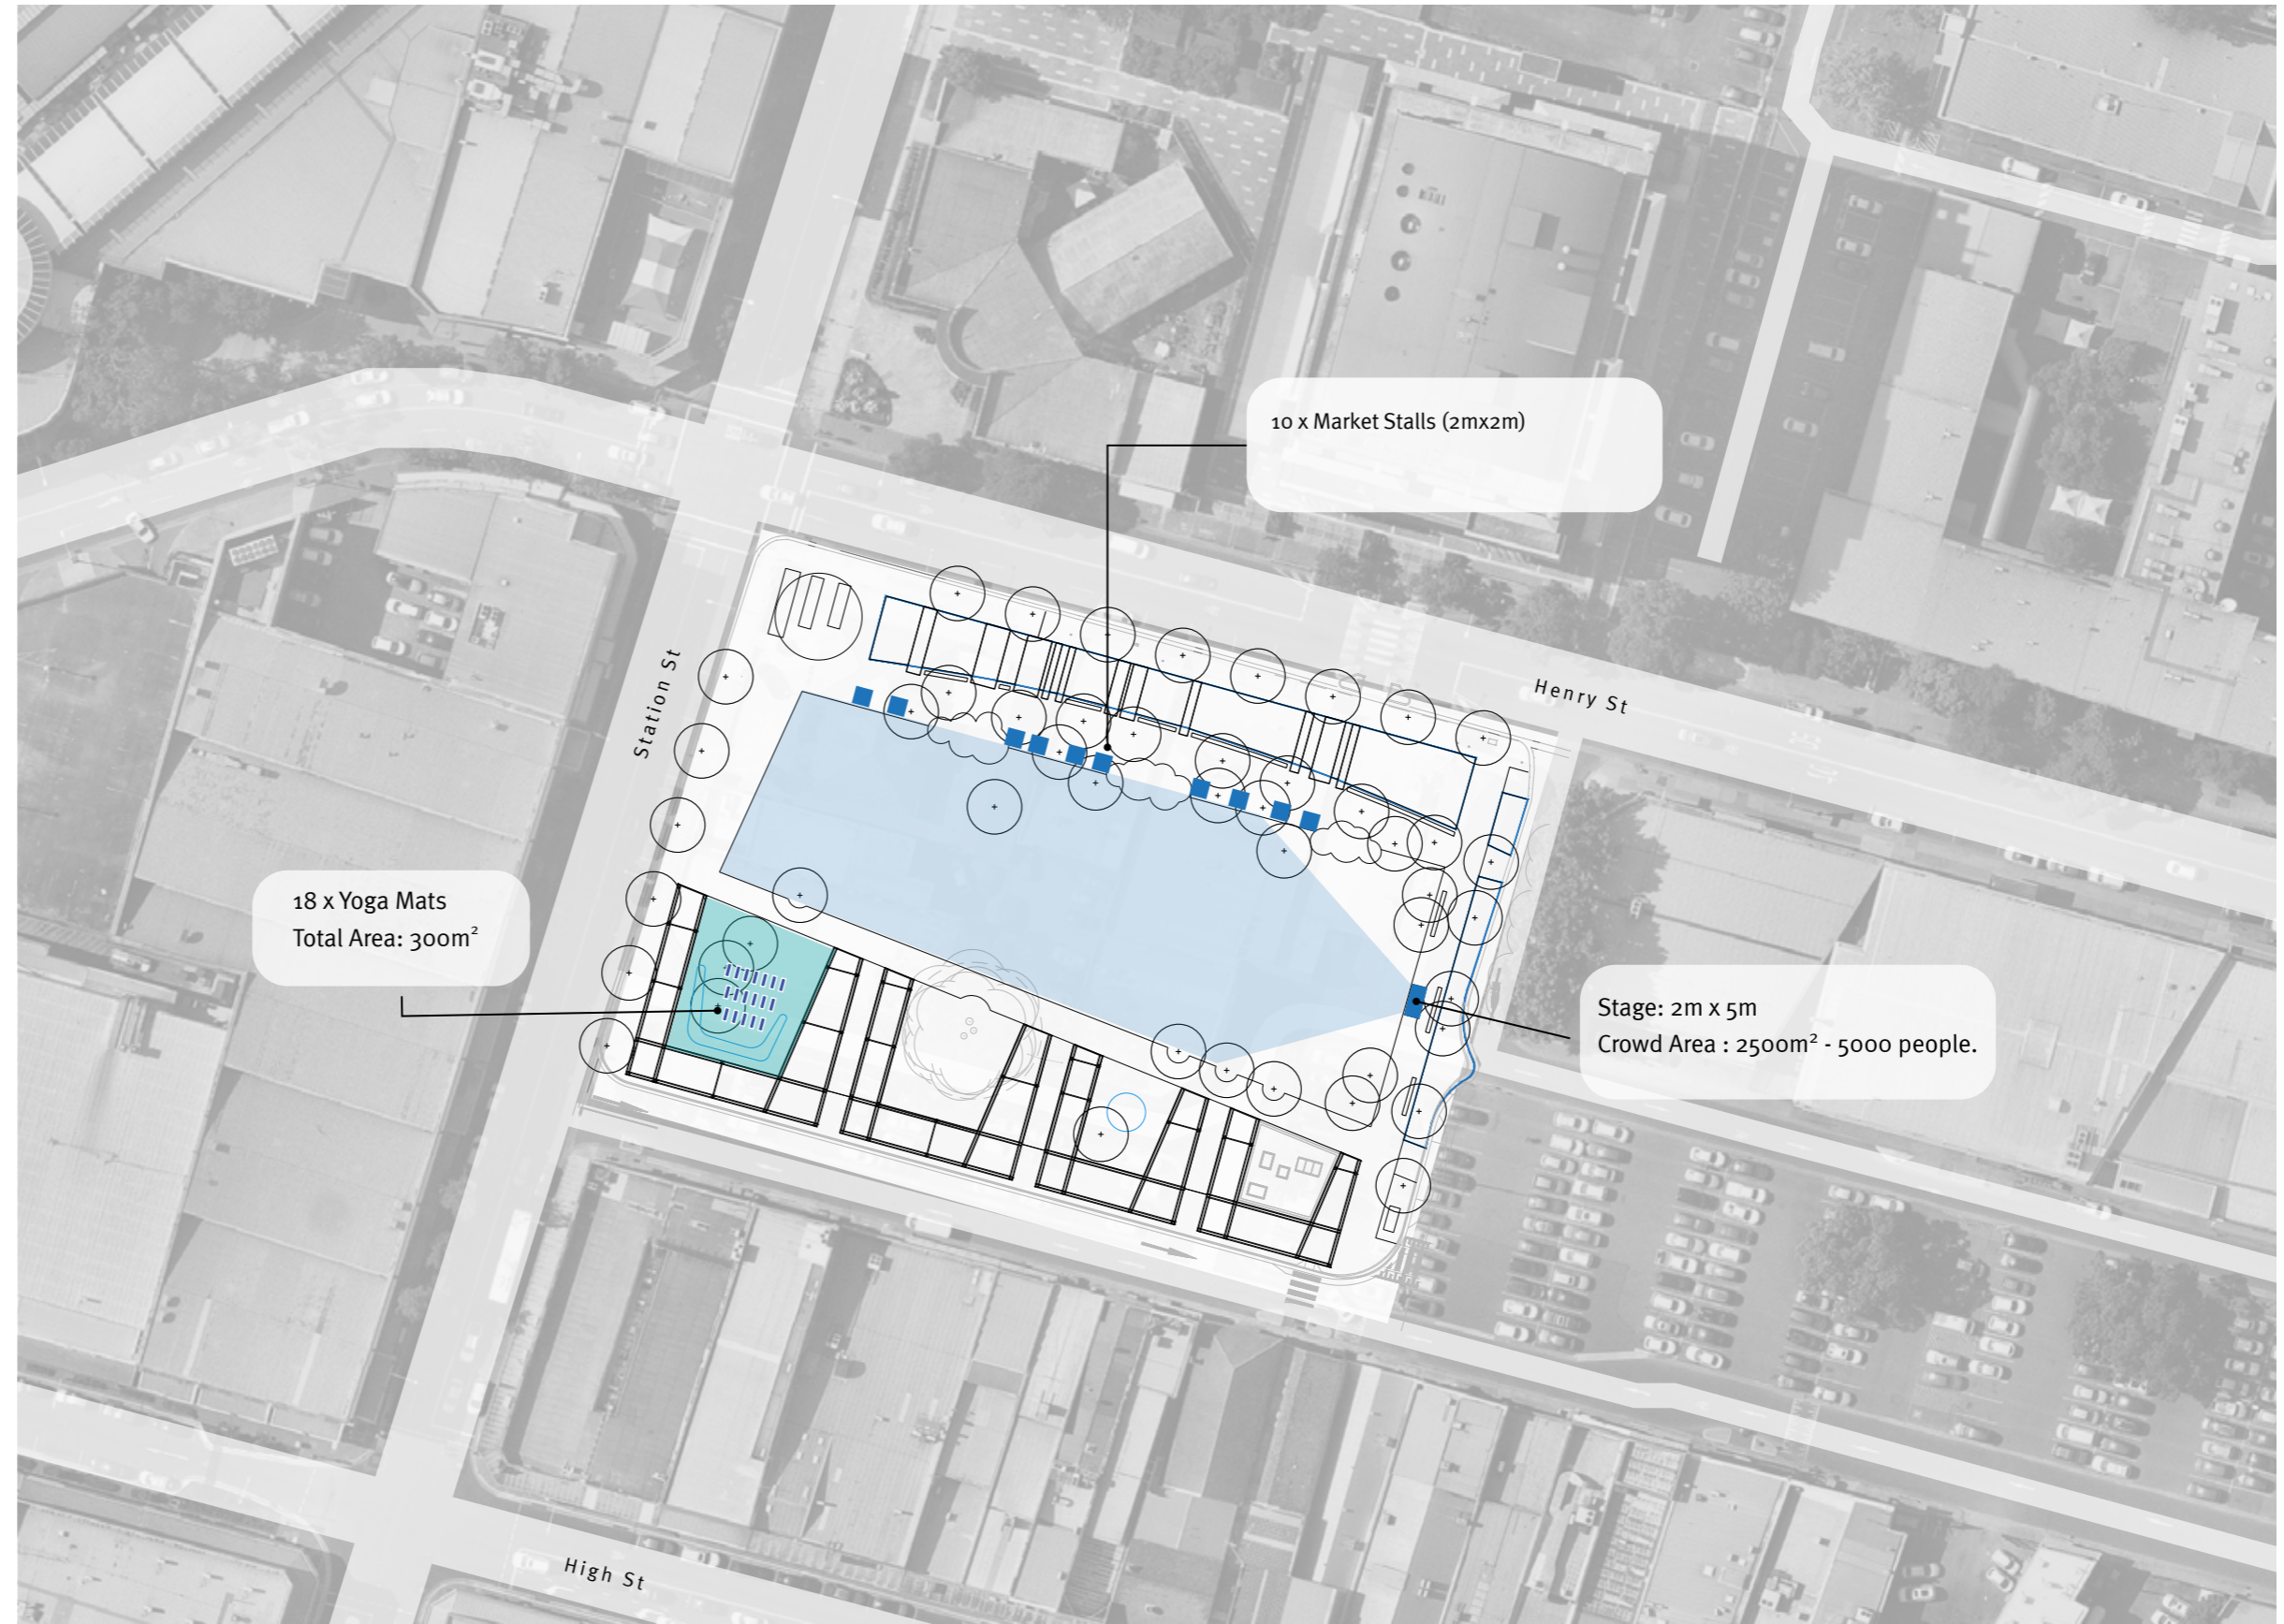 10 x Market Stalls (2mx2m)
Henry St
Station St
18 x Yoga Mats
Total Area: 300m²
Stage: 2m x 5m
Crowd Area : 2500m² - 5000 people.
High St